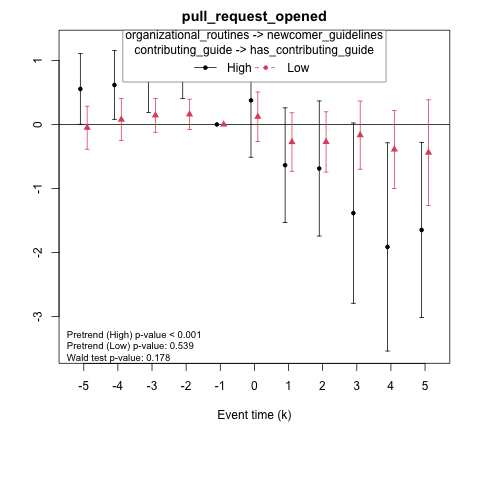 pull_request_opened
organizational_routines -> newcomer_guidelines
contributing_guide -> has_contributing_guide
High Low
1
0
-1
-2
-3
Pretrend (High) p-value < 0.001
Pretrend (Low) p-value: 0.539
Wald test p-value: 0.178
-5 -4 -3 -2 -1 0 1 2 3 4 5
Event time (k)